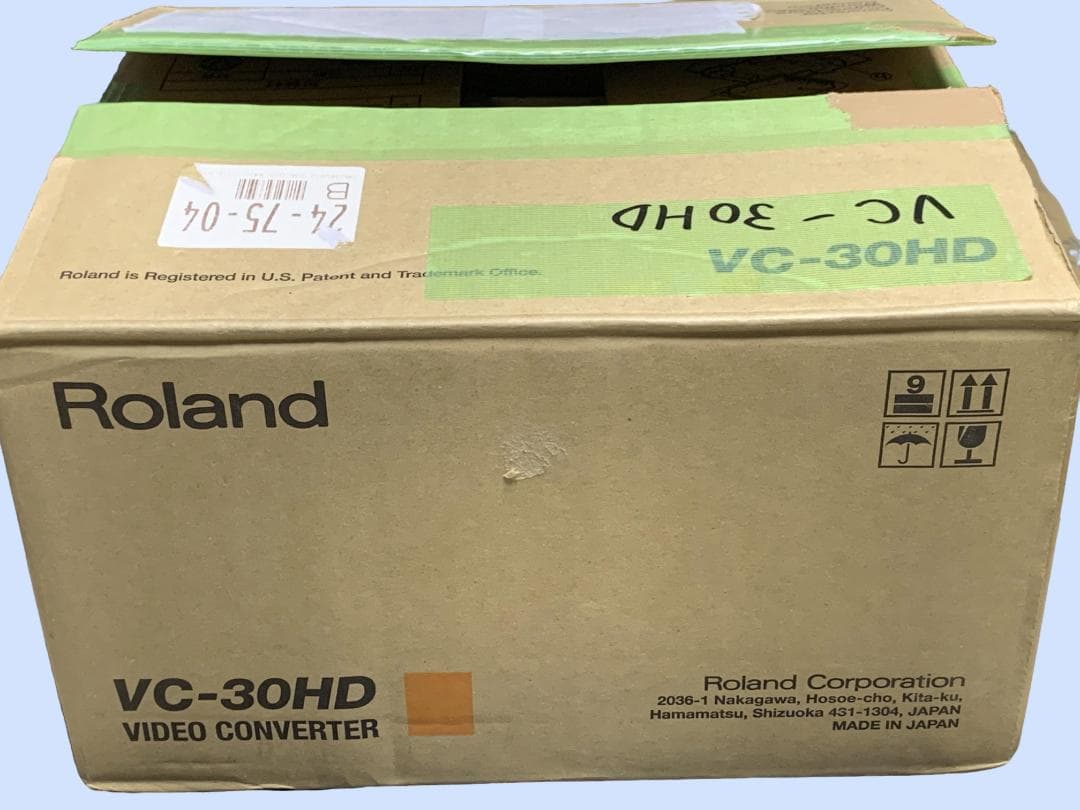 24-75-04
B
VC-30HD
VC-30HD
Roland is Registered in U.S. Patent and Trademark Office.
Roland
9
VC-30HD
VIDEO CONVERTER
Roland Corporation
2036-1 Nakagawa, Hosoe-cho, Kita-ku,
Hamamatsu, Shizuoka 431-1304, JAPAN
MADE IN JAPAN